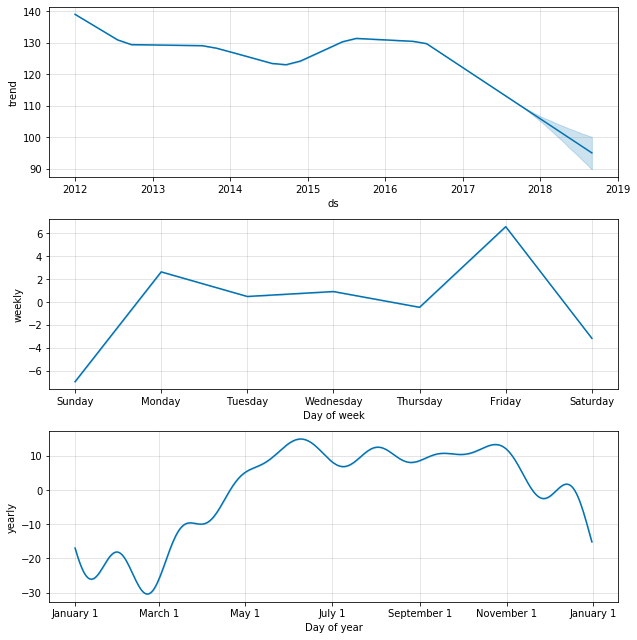 140
130
120
110
100
90
trend
2012 2013 2014 2015 2016 2017 2018 2019
ds
6
4
2
0
−2
−4
−6
weekly
Sunday Monday Tuesday Wednesday Thursday Friday Saturday
Day of week
10
0
−10
−20
−30
yearly
January 1 March 1 May 1 July 1 September 1 November 1 January 1
Day of year